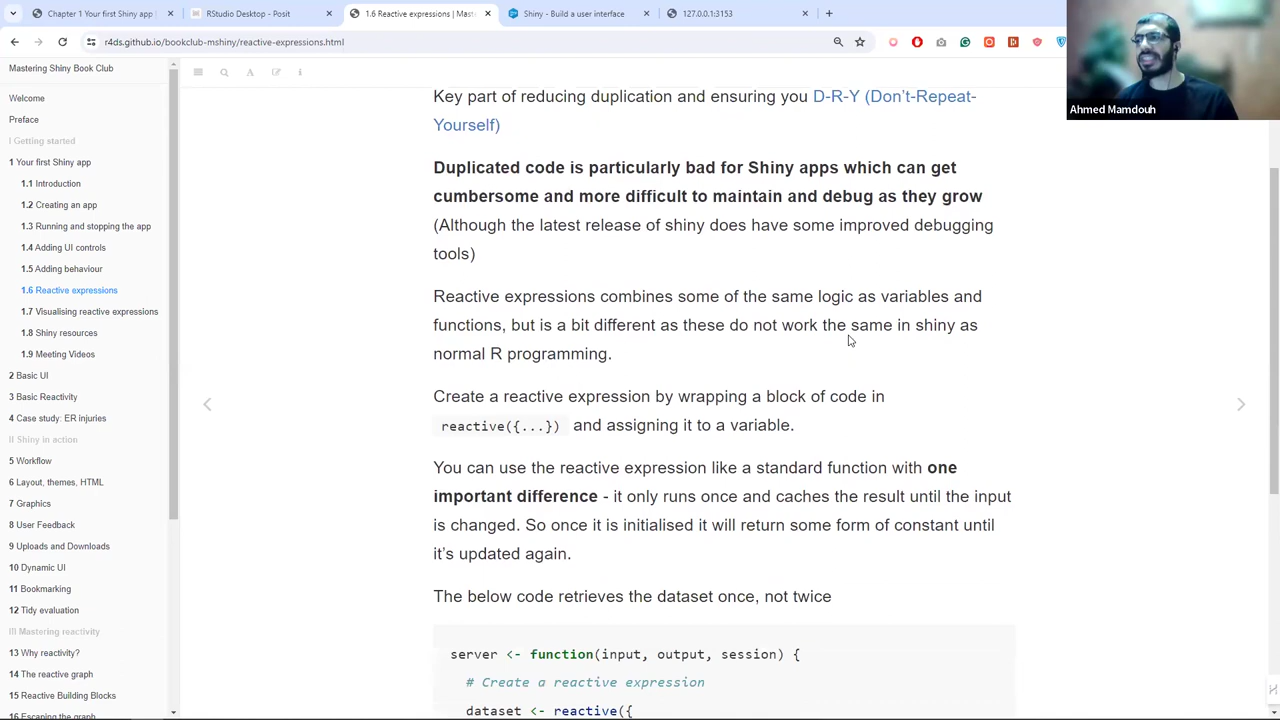 Chapter 1 Your first Shiny app
RStudio Desktop - Posit
1.6 Reactive expressions | Mast
Shiny - Build a user interface
127.0.0.1:3153
r4ds.github.io/bookclub-mshiny/reactive-expressions.html
Ahmed Mamdouh
Mastering Shiny Book Club
Welcome
Preface
I Getting started
1 Your first Shiny app
1.1 Introduction
1.2 Creating an app
1.3 Running and stopping the app
1.4 Adding UI controls
1.5 Adding behaviour
1.6 Reactive expressions
1.7 Visualising reactive expressions
1.8 Shiny resources
1.9 Meeting Videos
2 Basic UI
3 Basic Reactivity
4 Case study: ER injuries
II Shiny in action
5 Workflow
6 Layout, themes, HTML
7 Graphics
8 User Feedback
9 Uploads and Downloads
10 Dynamic UI
11 Bookmarking
12 Tidy evaluation
III Mastering reactivity
13 Why reactivity?
14 The reactive graph
15 Reactive Building Blocks
16 Escaping the graph
Key part of reducing duplication and ensuring you D-R-Y (Don't-Repeat-
Yourself)
Duplicated code is particularly bad for Shiny apps which can get
cumbersome and more difficult to maintain and debug as they grow
(Although the latest release of shiny does have some improved debugging
tools)
Reactive expressions combines some of the same logic as variables and
functions, but is a bit different as these do not work the same in shiny as
normal R programming.
Create a reactive expression by wrapping a block of code in
reactive({...}) and assigning it to a variable.
You can use the reactive expression like a standard function with one
important difference - it only runs once and caches the result until the input
is changed. So once it is initialised it will return some form of constant until
it's updated again.
The below code retrieves the dataset once, not twice
server <- function(input, output, session) {
# Create a reactive expression
dataset <- reactive({